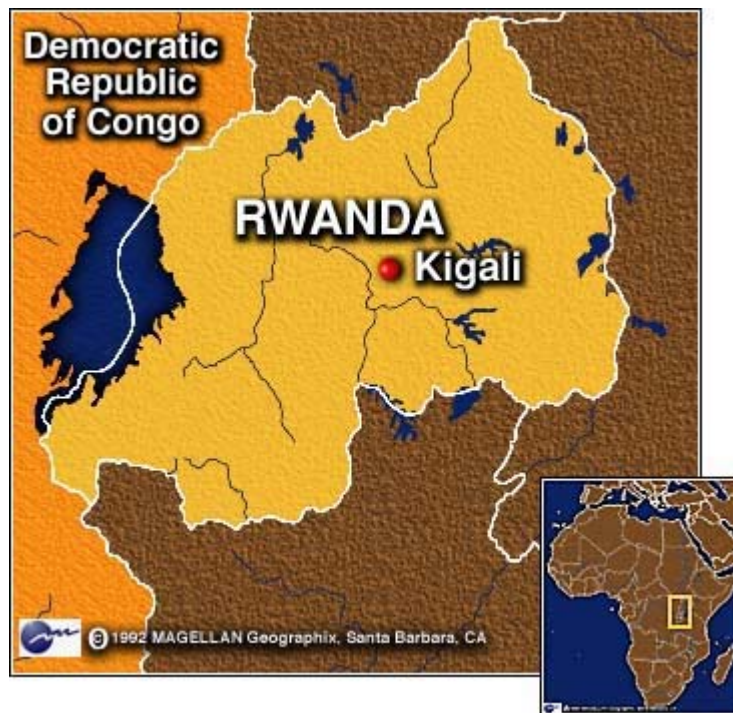 Democratic
Republic
of Congo
RWANDA
Kigali
© 1992 MAGELLAN Geographix, Santa Barbara, CA